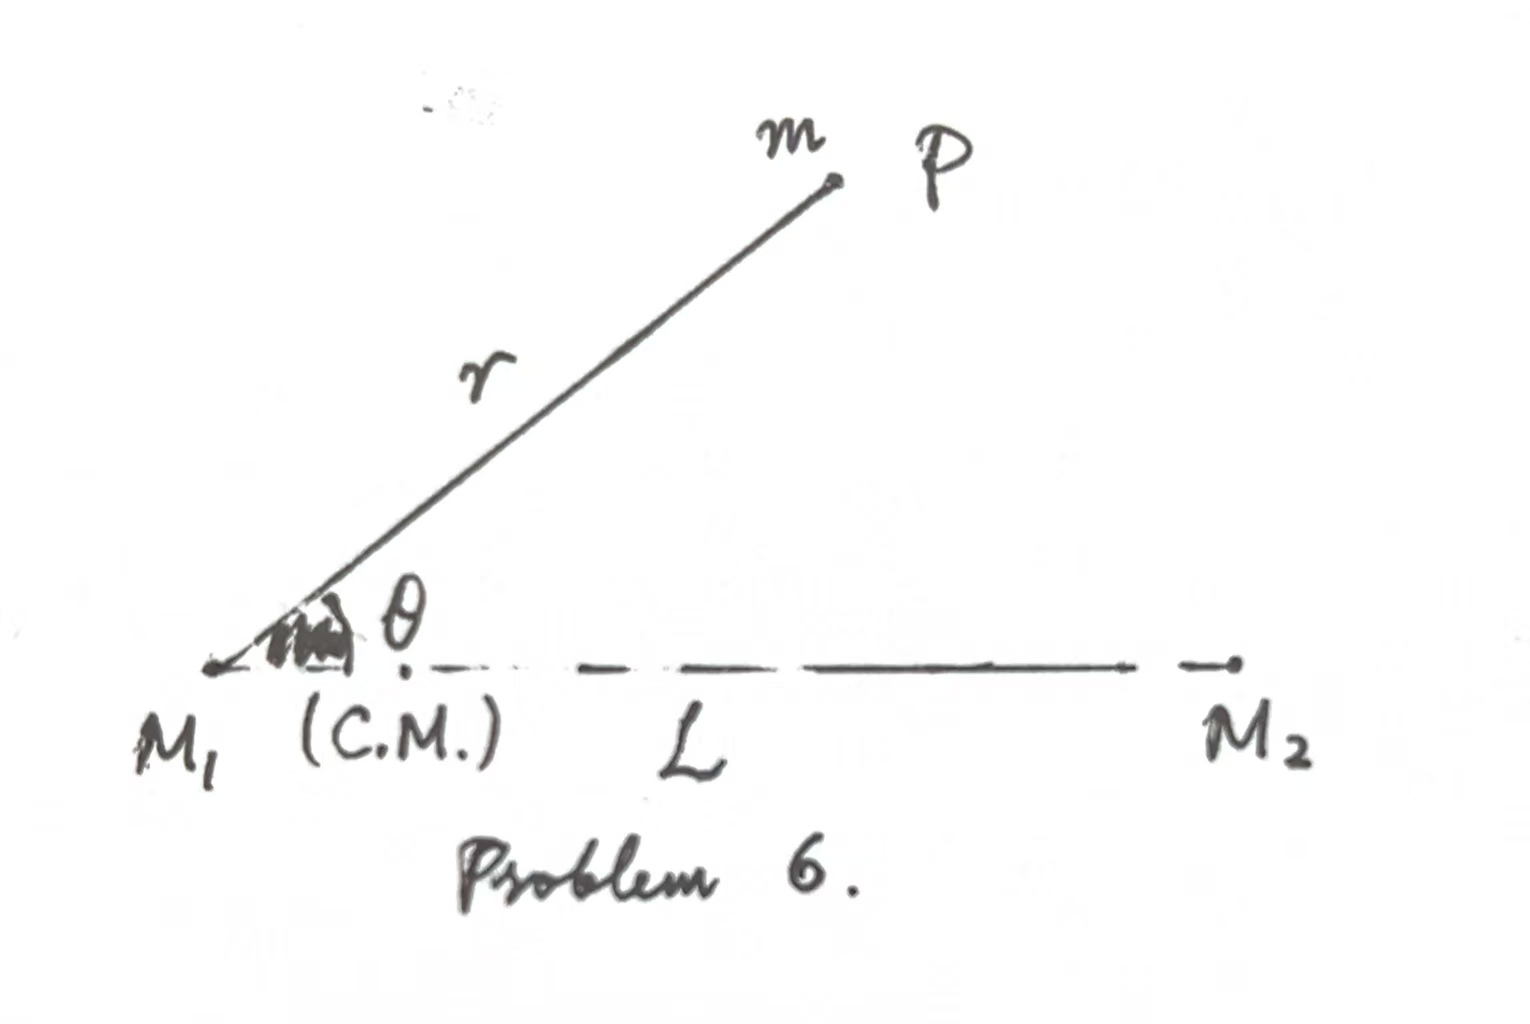 m P
r
θ
M₁ (C.M.) L M₂
Problem 6.